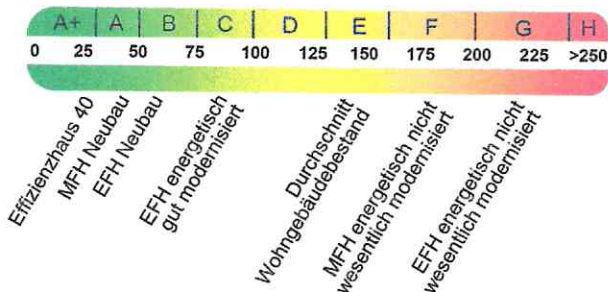 A+ A B C D E F G H
0 25 50 75 100 125 150 175 200 225 >250
Effizienzhaus 40
MFH Neubau
EFH Neubau
EFH energetisch
gut modernisiert
Durchschnitt
Wohngebäudebestand
MFH energetisch nicht
wesentlich modernisiert
EFH energetisch nicht
wesentlich modernisiert